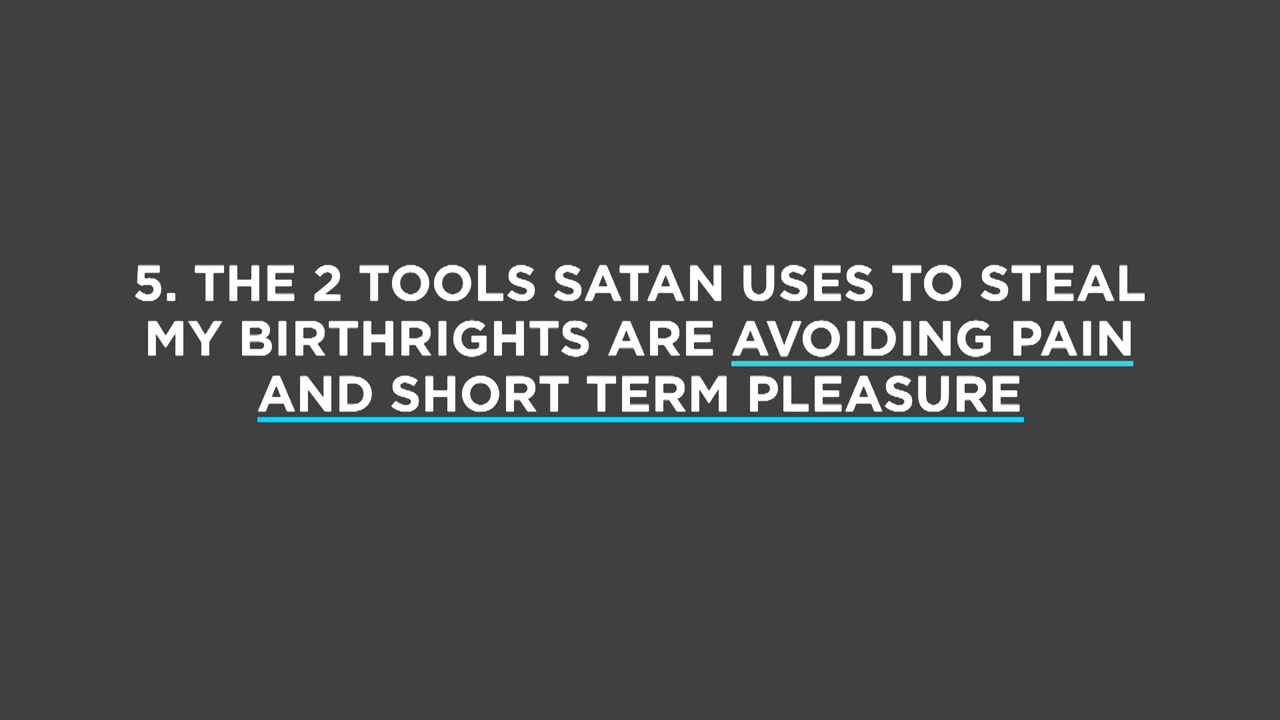 5. THE 2 TOOLS SATAN USES TO STEAL
MY BIRTHRIGHTS ARE AVOIDING PAIN
AND SHORT TERM PLEASURE